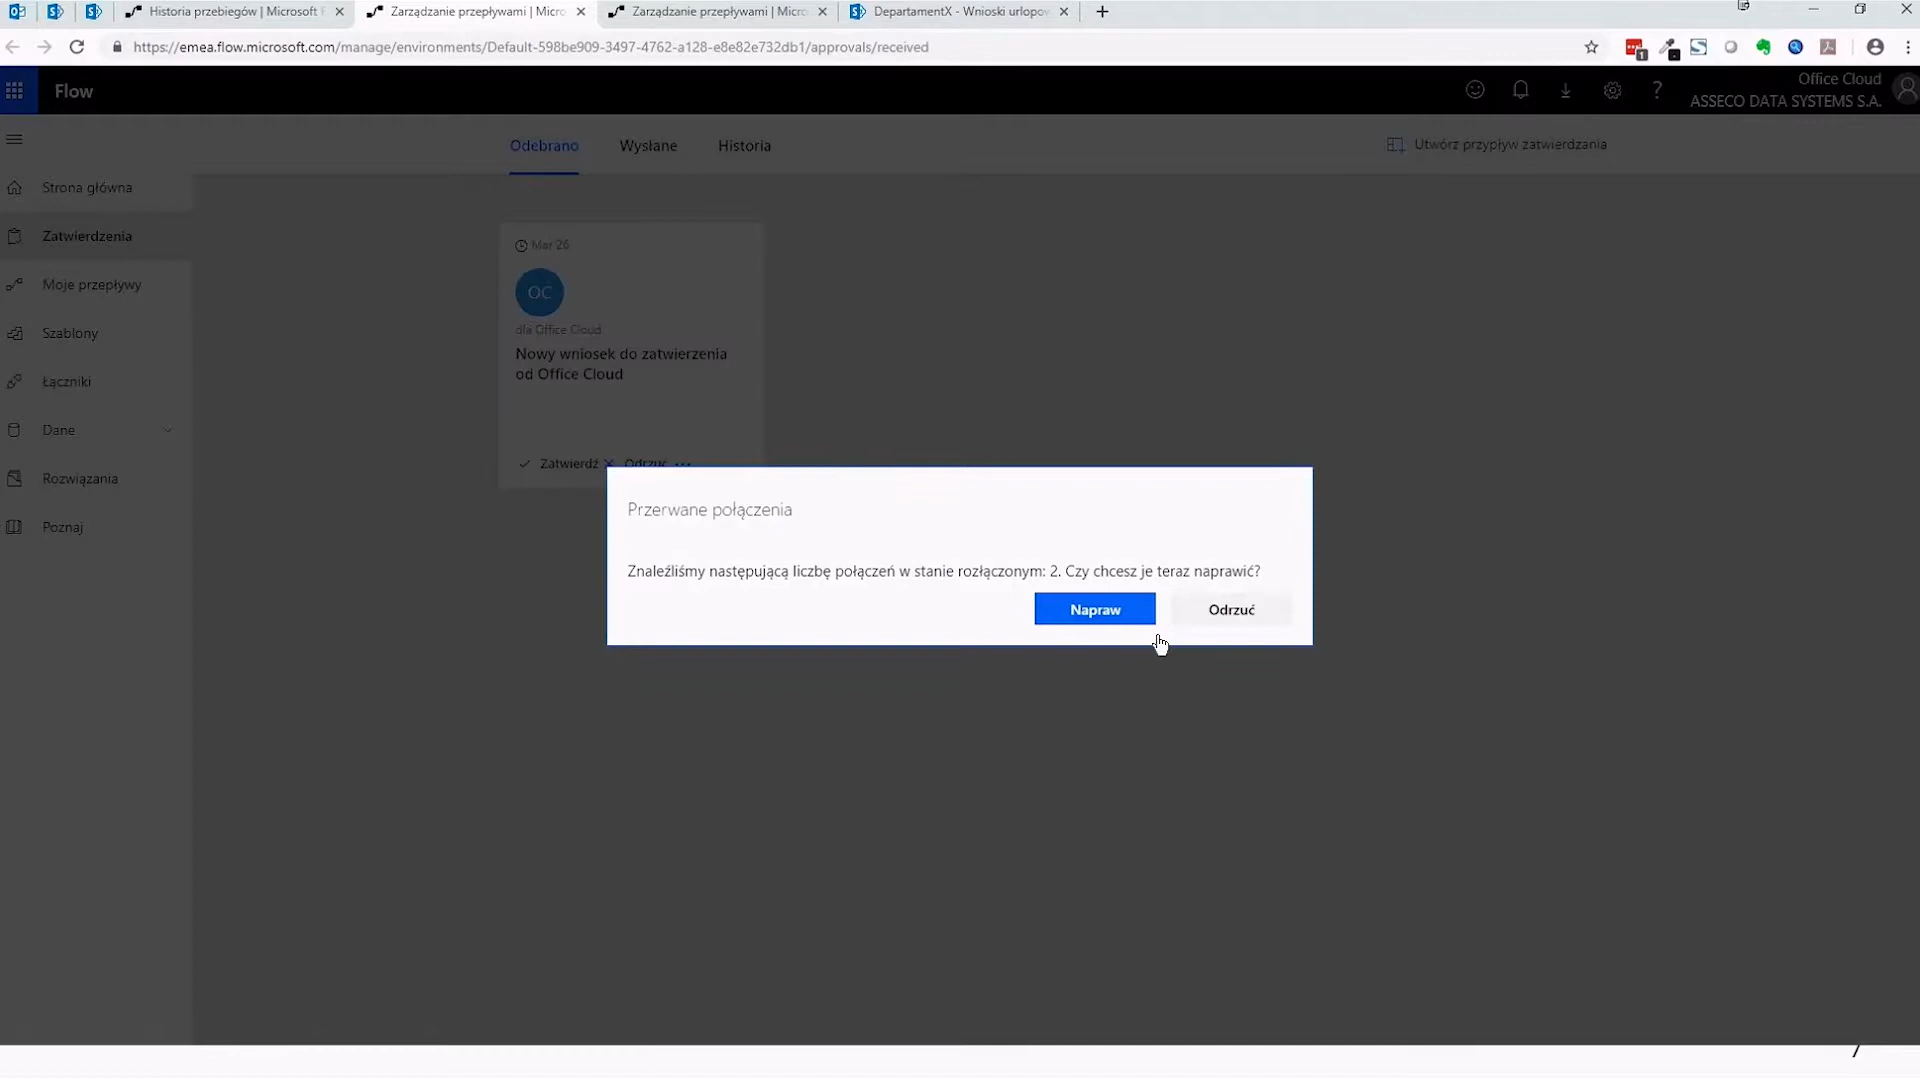 Historia przebiegów | Microsoft F
Zarządzanie przepływami | Micro
Zarządzanie przepływami | Micro
DepartamentX - Wnioski urlopow
https://emea.flow.microsoft.com/manage/environments/Default-598be909-3497-4762-a128-e8e82e732db1/approvals/received
Flow
Office Cloud
ASSECO DATA SYSTEMS S.A.
Odebrano
Wysłane
Historia
Utwórz przypływ zatwierdzania
Strona główna
Zatwierdzenia
Moje przepływy
Szablony
Łączniki
Dane
Rozwiązania
Poznaj
Mar 26
OC
dla Office Cloud
Nowy wniosek do zatwierzenia
od Office Cloud
Zatwierdź
Odrzuć
Przerwane połączenia
Znaleźliśmy następującą liczbę połączeń w stanie rozłączonym: 2. Czy chcesz je teraz naprawić?
Napraw
Odrzuć